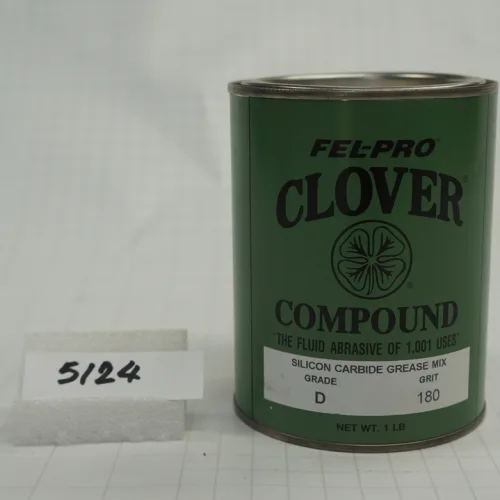 FEL-PRO®
CLOVER®
®
COMPOUND
"THE FLUID ABRASIVE OF 1,001 USES"
SILICON CARBIDE GREASE MIX
GRADE GRIT
D 180
NET WT. 1 LB
5124